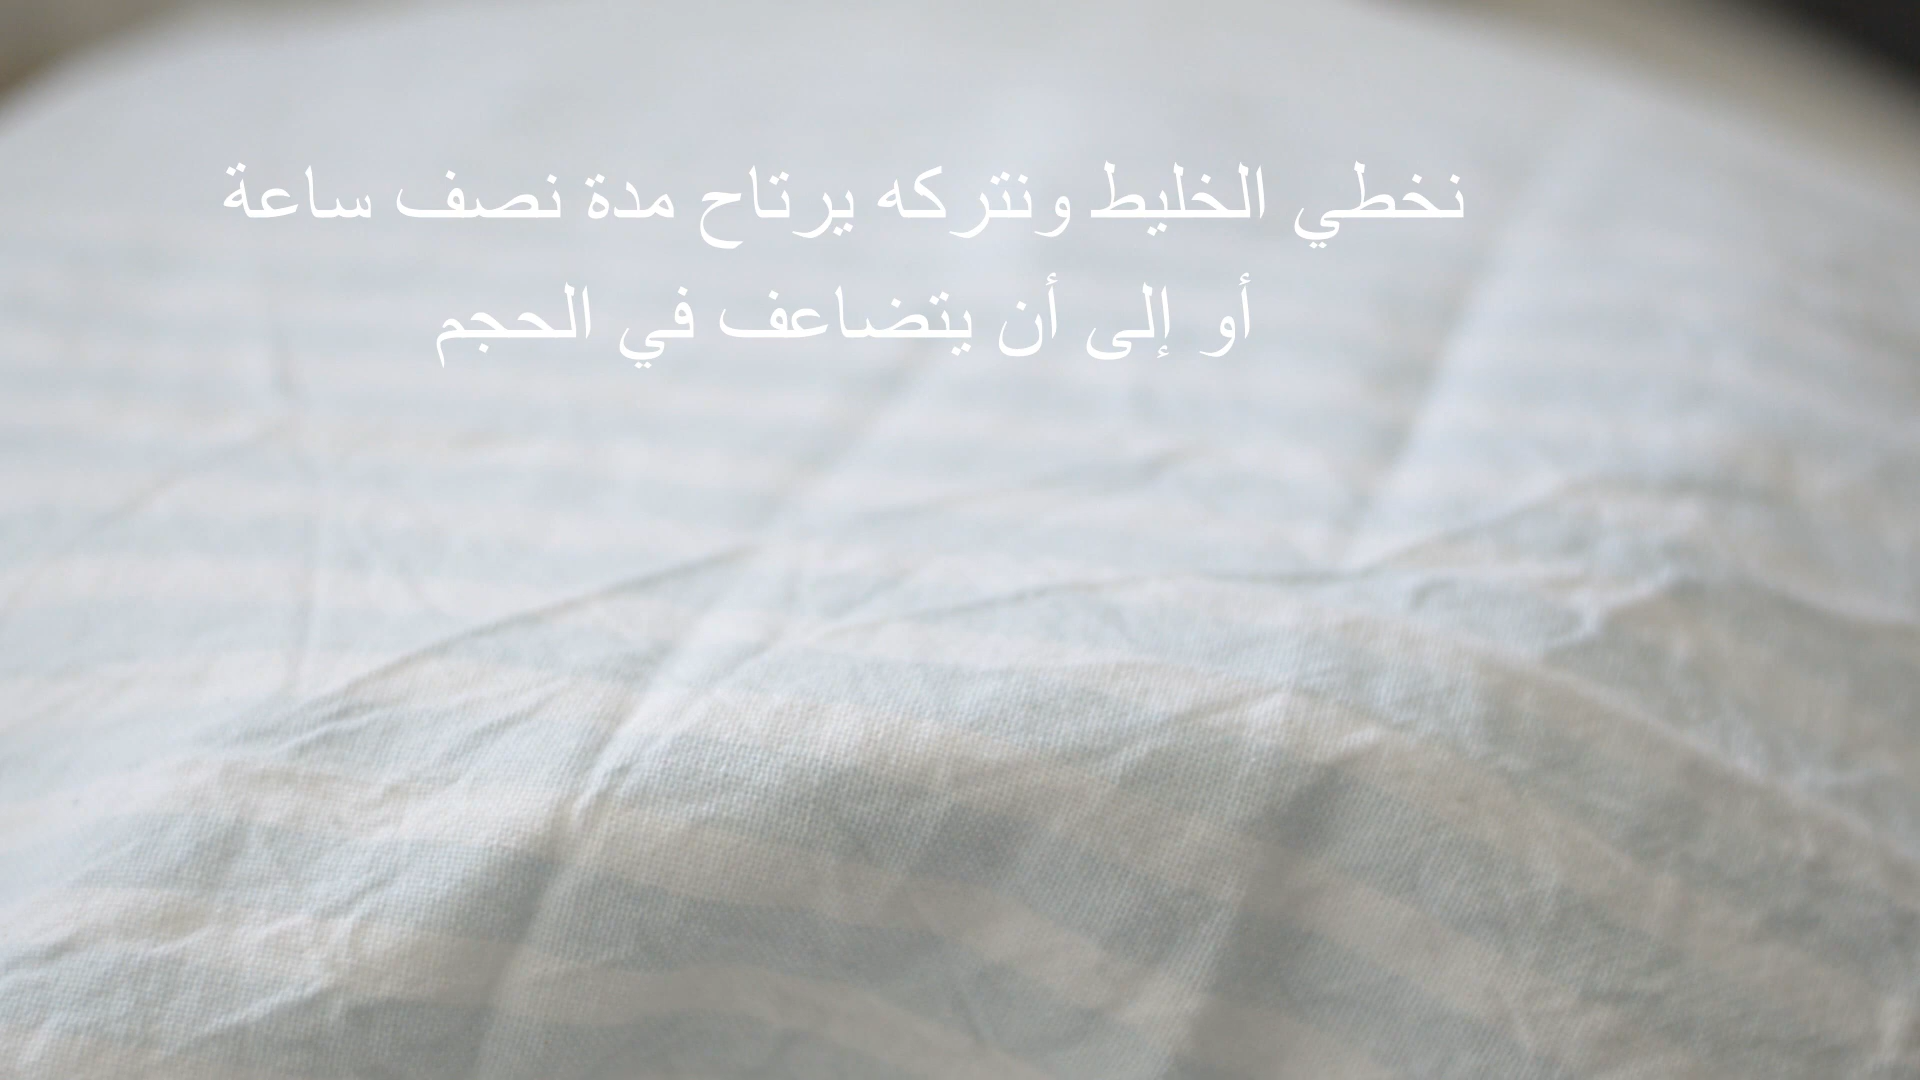 نخطي الخليط ونتركه يرتاح مدة نصف ساعة
أو إلى أن يتضاعف في الحجم